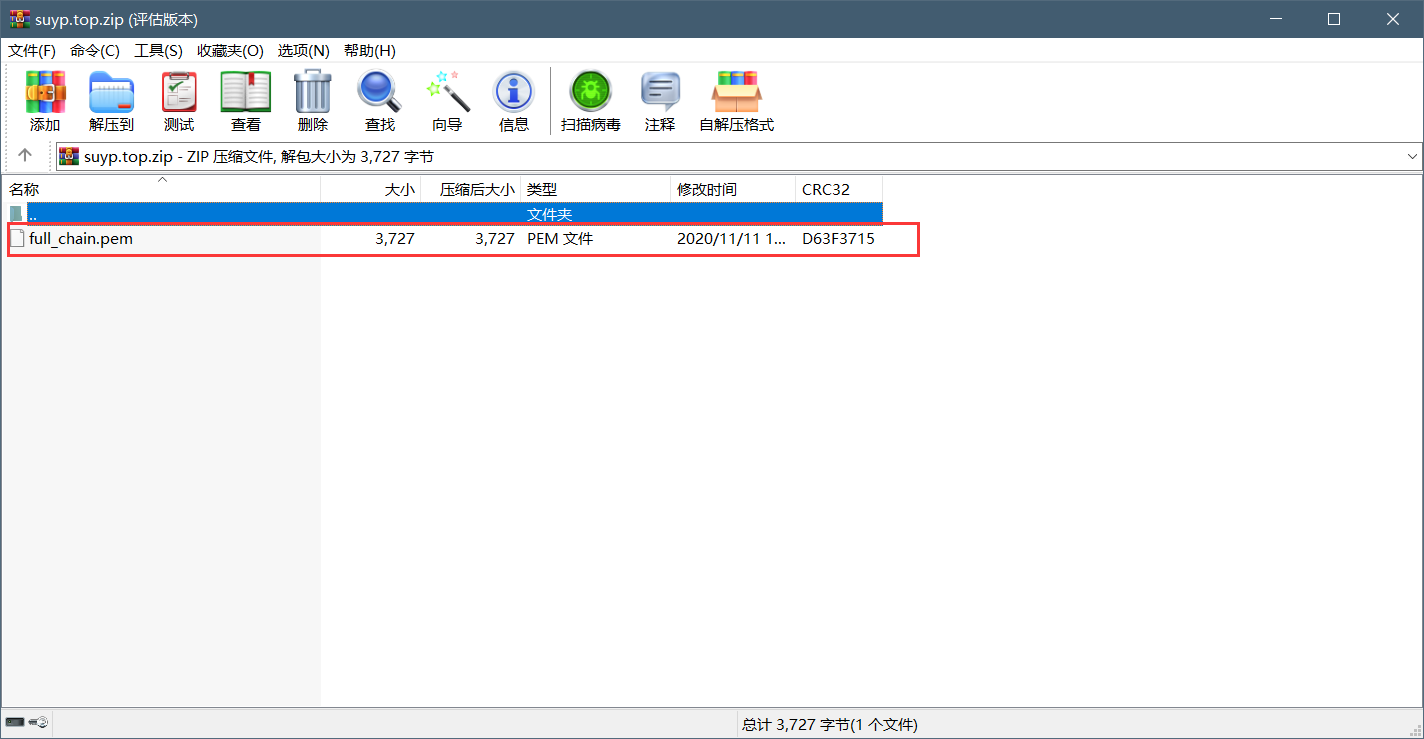 suyp.top.zip (评估版本)
文件(F) 命令(C) 工具(S) 收藏夹(O) 选项(N) 帮助(H)
添加 解压到 测试 查看 删除 查找 向导 信息 扫描病毒 注释 自解压格式
suyp.top.zip - ZIP 压缩文件, 解包大小为 3,727 字节
名称 大小 压缩后大小 类型 修改时间 CRC32
.. 文件夹
full_chain.pem 3,727 3,727 PEM 文件 2020/11/11 1... D63F3715
总计 3,727 字节(1 个文件)